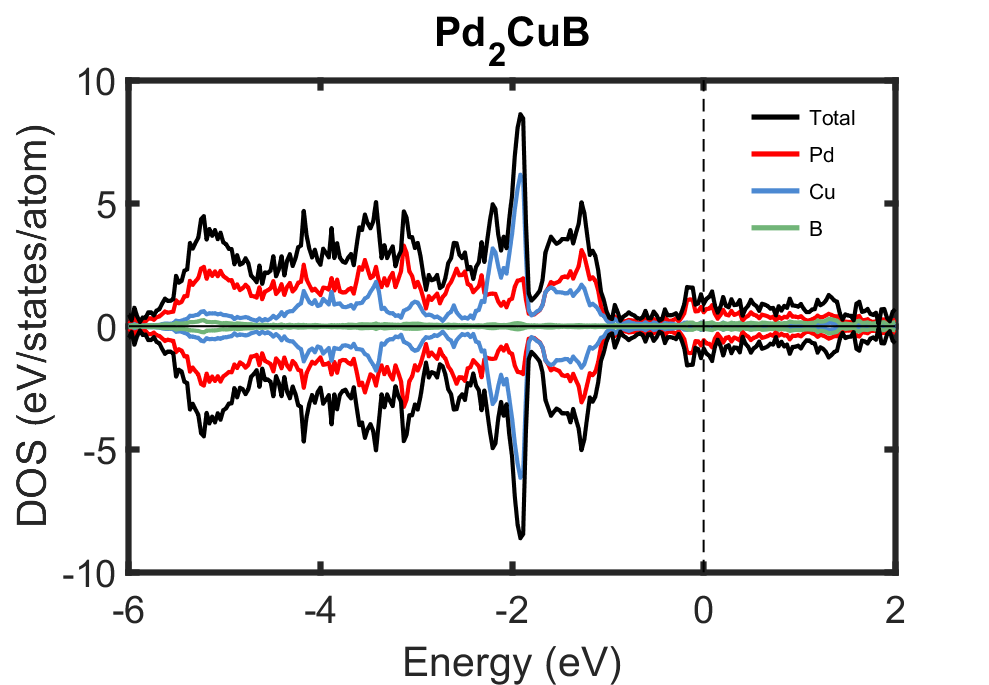 Pd2CuB
10
5
0
-5
-10
DOS (eV/states/atom)
Total
Pd
Cu
B
-6 -4 -2 0 2
Energy (eV)